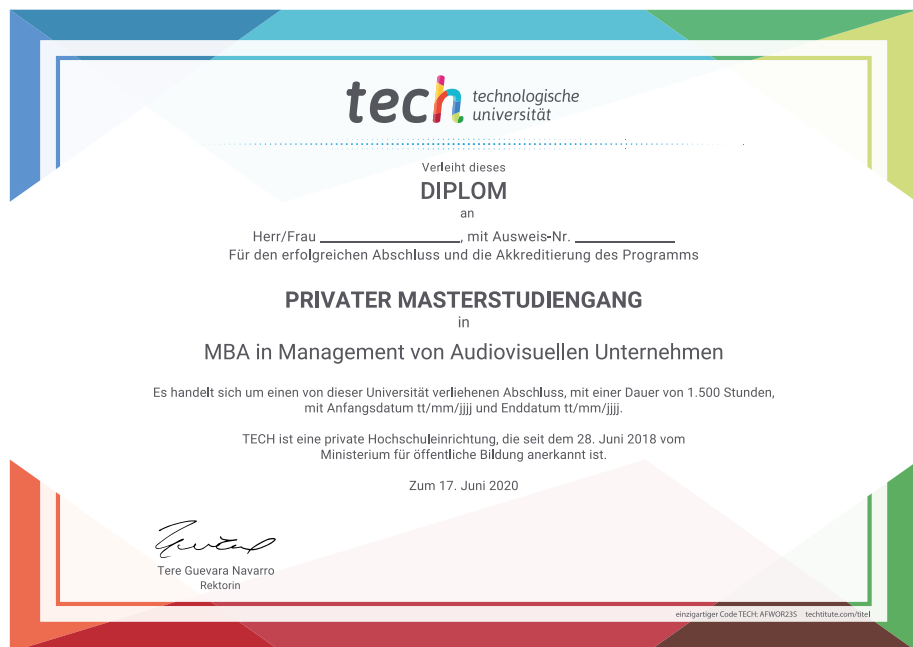 tech technologische
universität
Verleiht dieses
DIPLOM
an
Herr/Frau ____________________, mit Ausweis-Nr. ______________
Für den erfolgreichen Abschluss und die Akkreditierung des Programms
PRIVATER MASTERSTUDIENGANG
in
MBA in Management von Audiovisuellen Unternehmen
Es handelt sich um einen von dieser Universität verliehenen Abschluss, mit einer Dauer von 1.500 Stunden,
mit Anfangsdatum tt/mm/jjjj und Enddatum tt/mm/jjjj.
TECH ist eine private Hochschuleinrichtung, die seit dem 28. Juni 2018 vom
Ministerium für öffentliche Bildung anerkannt ist.
Zum 17. Juni 2020
Tere Guevara Navarro
Rektorin
einzigartiger Code TECH: AFWOR23S techtitute.com/titel